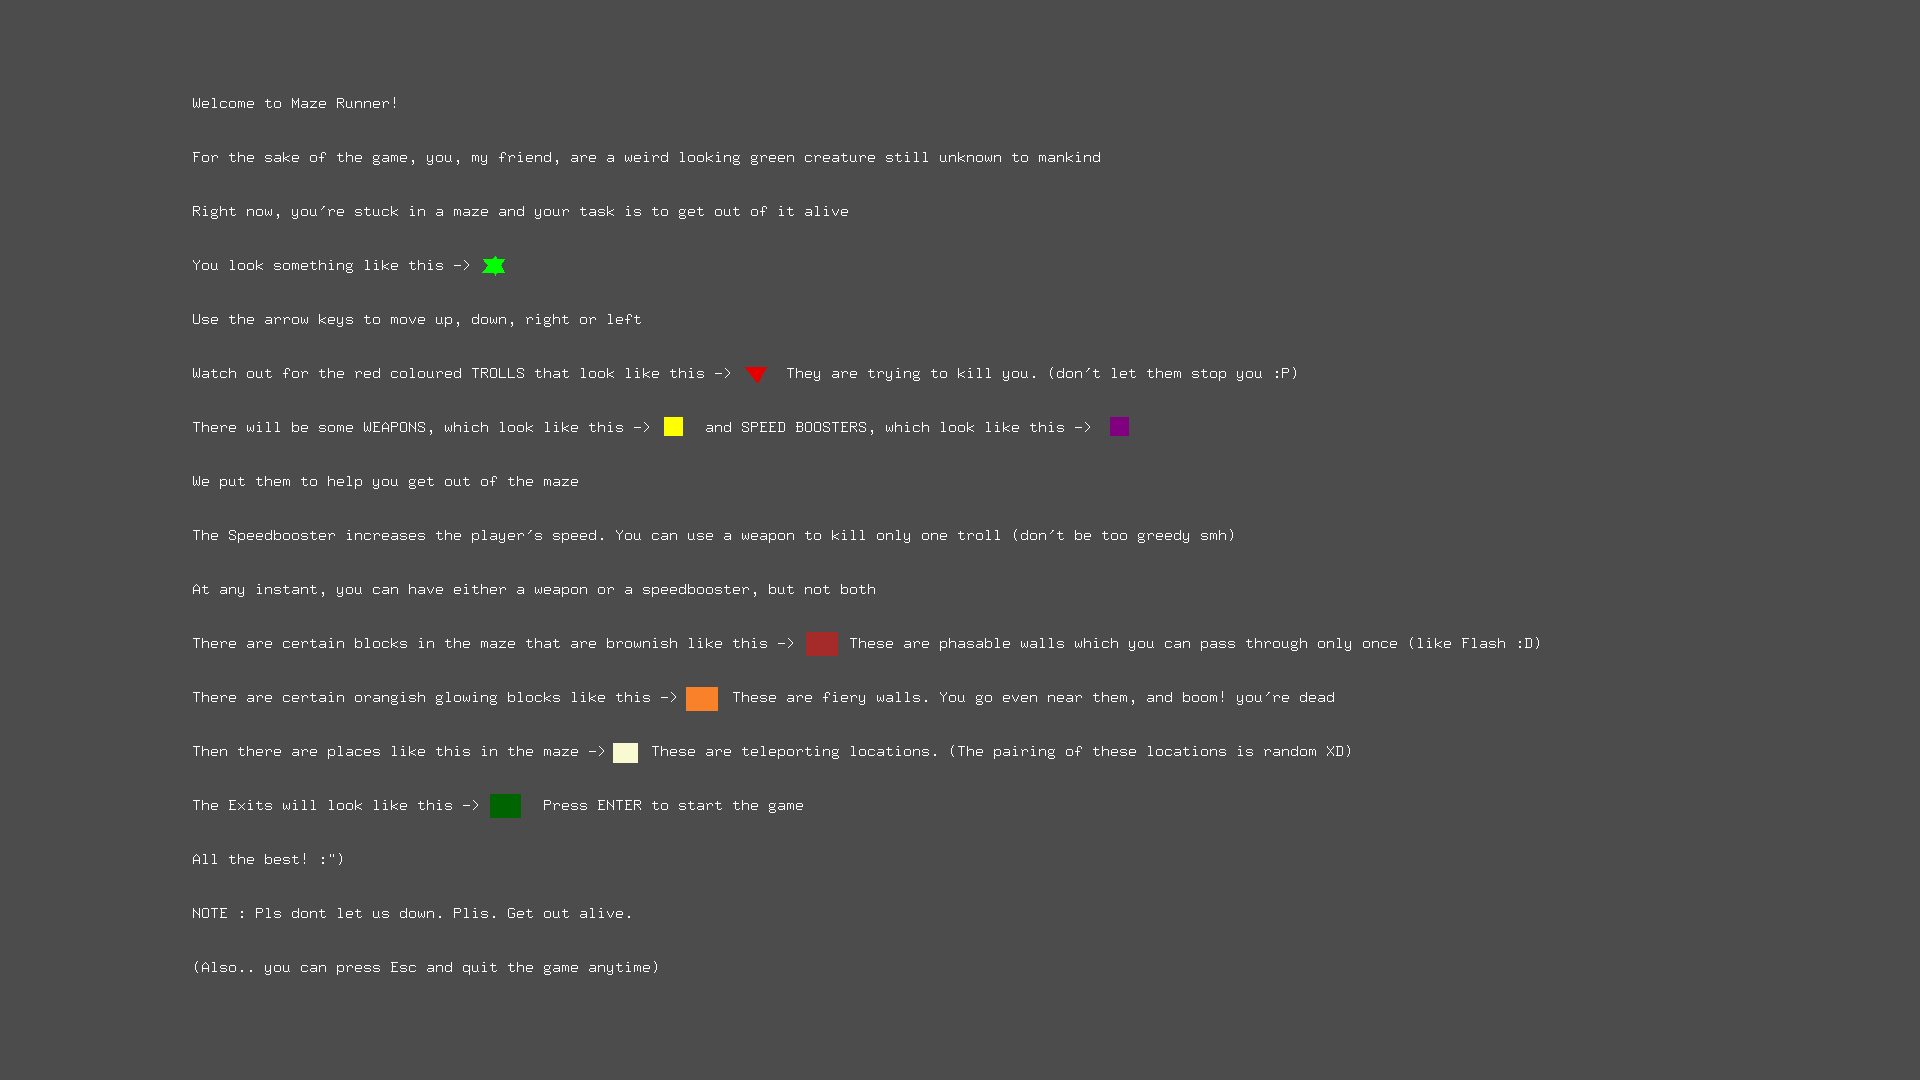 Welcome to Maze Runner!
For the sake of the game, you, my friend, are a weird looking green creature still unknown to mankind
Right now, you're stuck in a maze and your task is to get out of it alive
You look something like this ->
Use the arrow keys to move up, down, right or left
Watch out for the red coloured TROLLS that look like this -> They are trying to kill you. (don't let them stop you :P)
There will be some WEAPONS, which look like this -> and SPEED BOOSTERS, which look like this ->
We put them to help you get out of the maze
The Speedbooster increases the player's speed. You can use a weapon to kill only one troll (don't be too greedy smh)
At any instant, you can have either a weapon or a speedbooster, but not both
There are certain blocks in the maze that are brownish like this -> These are phasable walls which you can pass through only once (like Flash :D)
There are certain orangish glowing blocks like this -> These are fiery walls. You go even near them, and boom! you're dead
Then there are places like this in the maze -> These are teleporting locations. (The pairing of these locations is random XD)
The Exits will look like this -> Press ENTER to start the game
All the best! :")
NOTE : Pls dont let us down. Plis. Get out alive.
(Also.. you can press Esc and quit the game anytime)